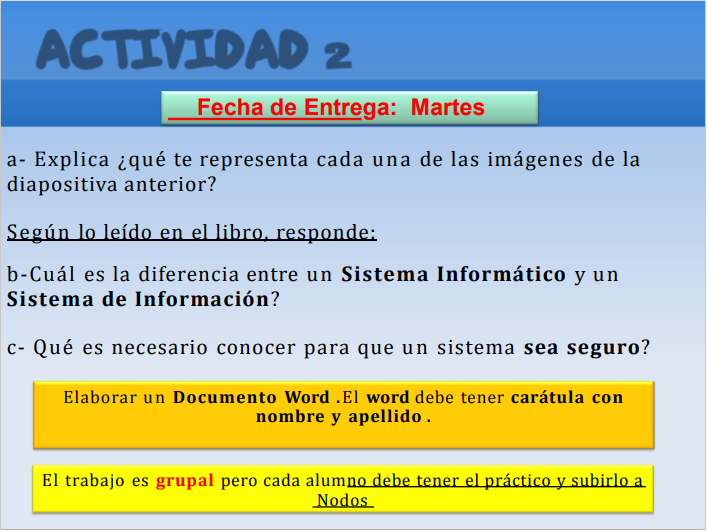 ACTIVIDAD 2
Fecha de Entrega: Martes
a- Explica ¿qué te representa cada una de las imágenes de la
diapositiva anterior?
Según lo leído en el libro, responde:
b-Cuál es la diferencia entre un Sistema Informático y un
Sistema de Información?
c- Qué es necesario conocer para que un sistema sea seguro?
Elaborar un Documento Word .El word debe tener carátula con
nombre y apellido .
El trabajo es grupal pero cada alumno debe tener el práctico y subirlo a
Nodos